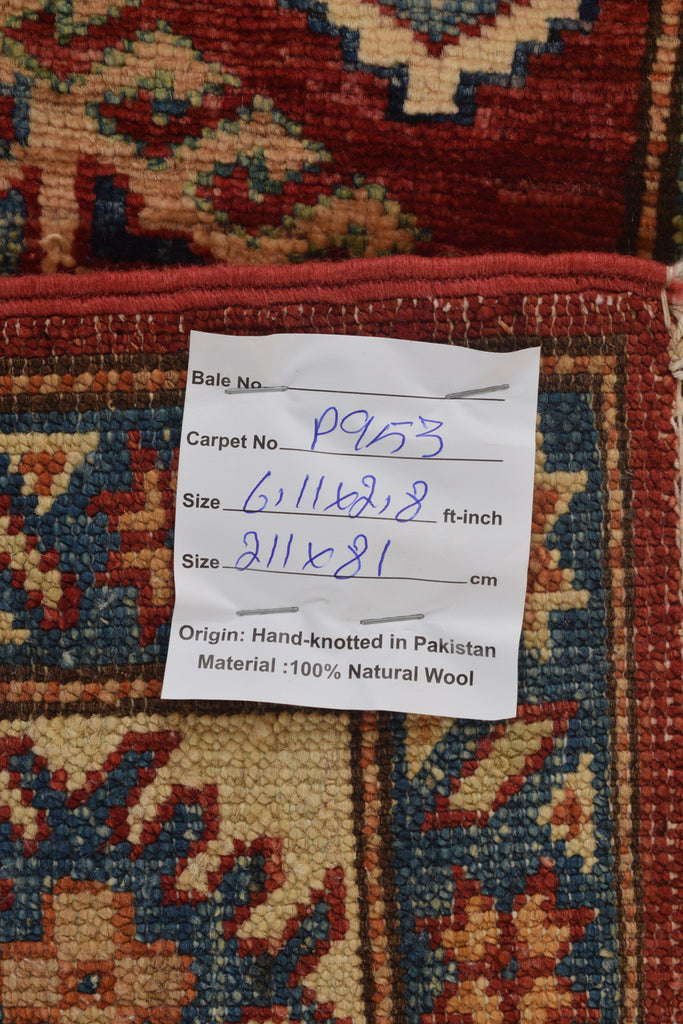 Bale No.
Carpet No P953
Size 6,11x2,8 ft-inch
Size 211x81 cm
Origin: Hand-knotted in Pakistan
Material :100% Natural Wool